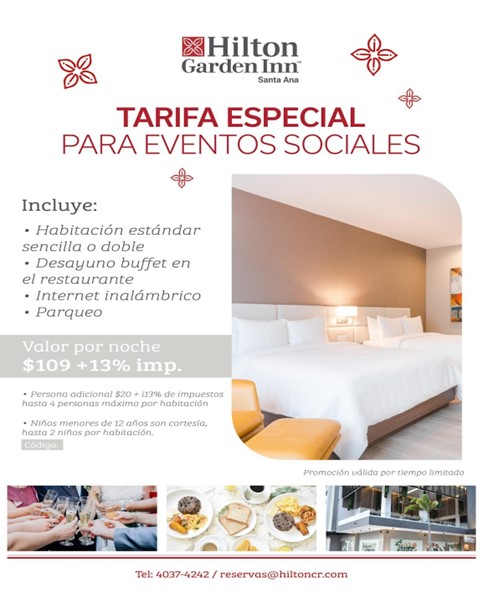 Hilton
Garden Inn™
Santa Ana
TARIFA ESPECIAL
PARA EVENTOS SOCIALES
Incluye:
• Habitación estándar
sencilla o doble
• Desayuno buffet en
el restaurante
• Internet inalámbrico
• Parqueo
Valor por noche
$109 +13% imp.
• Persona adicional $20 + i13% de impuestos
hasta 4 personas máximo por habitación
• Niños menores de 12 años son cortesía,
hasta 2 niños por habitación.
Código:
Promoción válida por tiempo limitado
Tel: 4037-4242 / reservas@hiltoncr.com